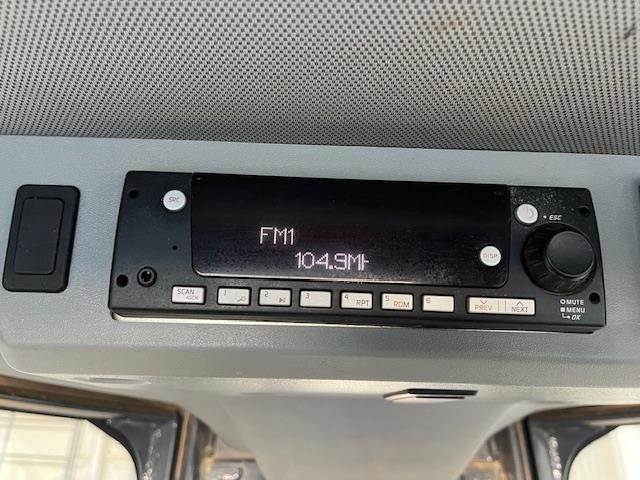 SRC
FM1
104.9MH
DISP
ESC
SCAN
ASCN
1
2
3
4 RPT
5 RDM
6
PREV
NEXT
MUTE
MENU
OK